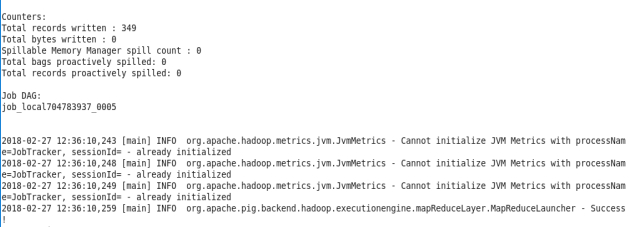 Counters:
Total records written : 349
Total bytes written : 0
Spillable Memory Manager spill count : 0
Total bags proactively spilled: 0
Total records proactively spilled: 0
Job DAG:
job_local704783937_0005
2018-02-27 12:36:10,243 [main] INFO  org.apache.hadoop.metrics.jvm.JvmMetrics - Cannot initialize JVM Metrics with processNam
e=JobTracker, sessionId= - already initialized
2018-02-27 12:36:10,248 [main] INFO  org.apache.hadoop.metrics.jvm.JvmMetrics - Cannot initialize JVM Metrics with processNam
e=JobTracker, sessionId= - already initialized
2018-02-27 12:36:10,249 [main] INFO  org.apache.hadoop.metrics.jvm.JvmMetrics - Cannot initialize JVM Metrics with processNam
e=JobTracker, sessionId= - already initialized
2018-02-27 12:36:10,259 [main] INFO  org.apache.pig.backend.hadoop.executionengine.mapReduceLayer.MapReduceLauncher - Success
!